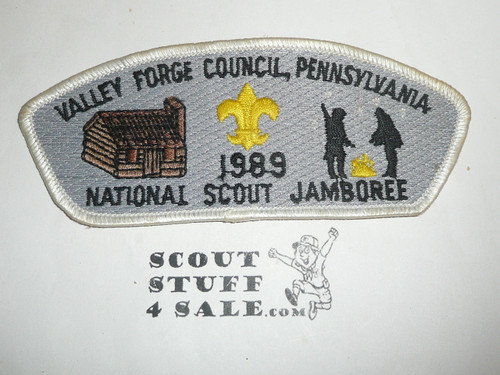 VALLEY FORGE COUNCIL, PENNSYLVANIA
1989
NATIONAL SCOUT JAMBOREE
SCOUT
STUFF
4 SALE.com